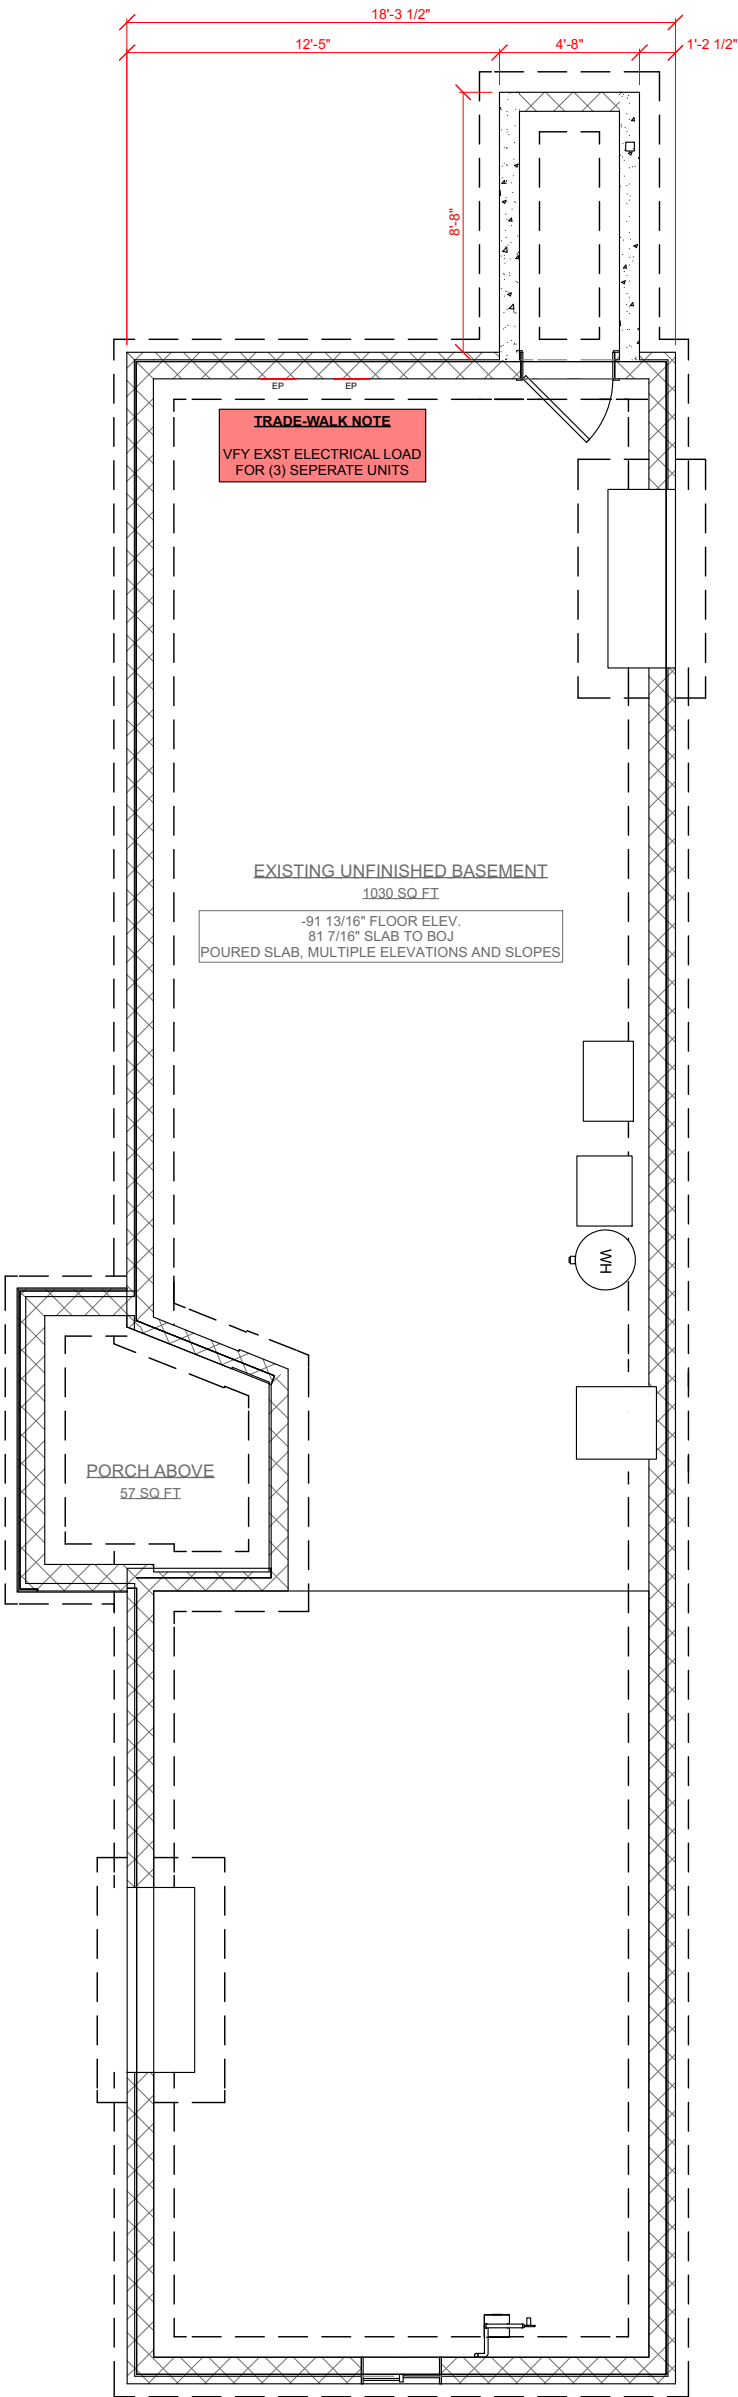 18'-3 1/2"
12'-5"
4'-8"
1'-2 1/2"
8'-8"
EP
EP
TRADE-WALK NOTE
VFY EXST ELECTRICAL LOAD
FOR (3) SEPERATE UNITS
EXISTING UNFINISHED BASEMENT
1030 SQ FT
-91 13/16" FLOOR ELEV.
81 7/16" SLAB TO BOJ
POURED SLAB, MULTIPLE ELEVATIONS AND SLOPES
WH
PORCH ABOVE
57 SQ FT